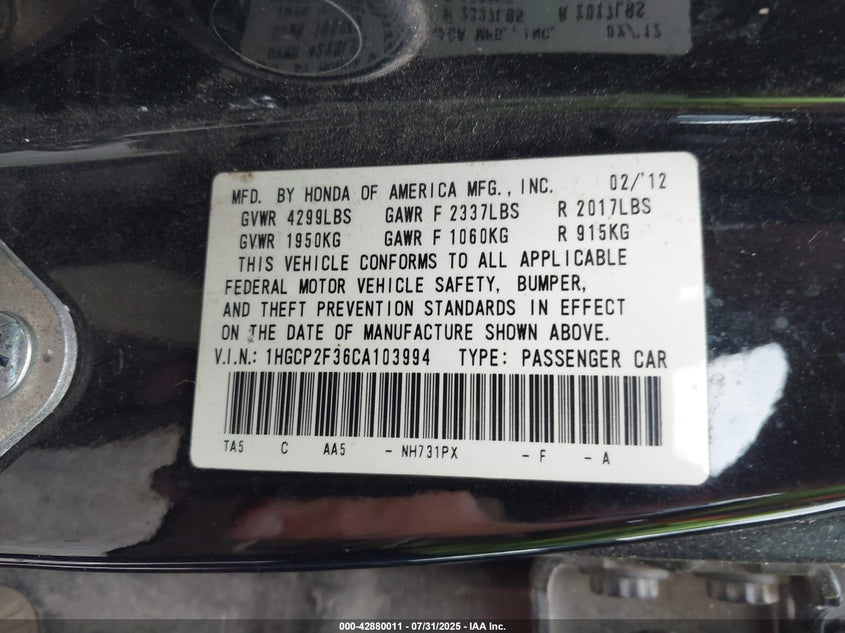 MFD. BY HONDA OF AMERICA MFG., INC. 02/'12
GVWR 4299LBS GAWR F 2337LBS R 2017LBS
GVWR 1950KG GAWR F 1060KG R 915KG
THIS VEHICLE CONFORMS TO ALL APPLICABLE
FEDERAL MOTOR VEHICLE SAFETY, BUMPER,
AND THEFT PREVENTION STANDARDS IN EFFECT
ON THE DATE OF MANUFACTURE SHOWN ABOVE.
V.I.N.: 1HGCP2F36CA103994 TYPE: PASSENGER CAR
TA5 C AA5 - NH731PX - F - A
000-42880011 - 07/31/2025 - IAA Inc.